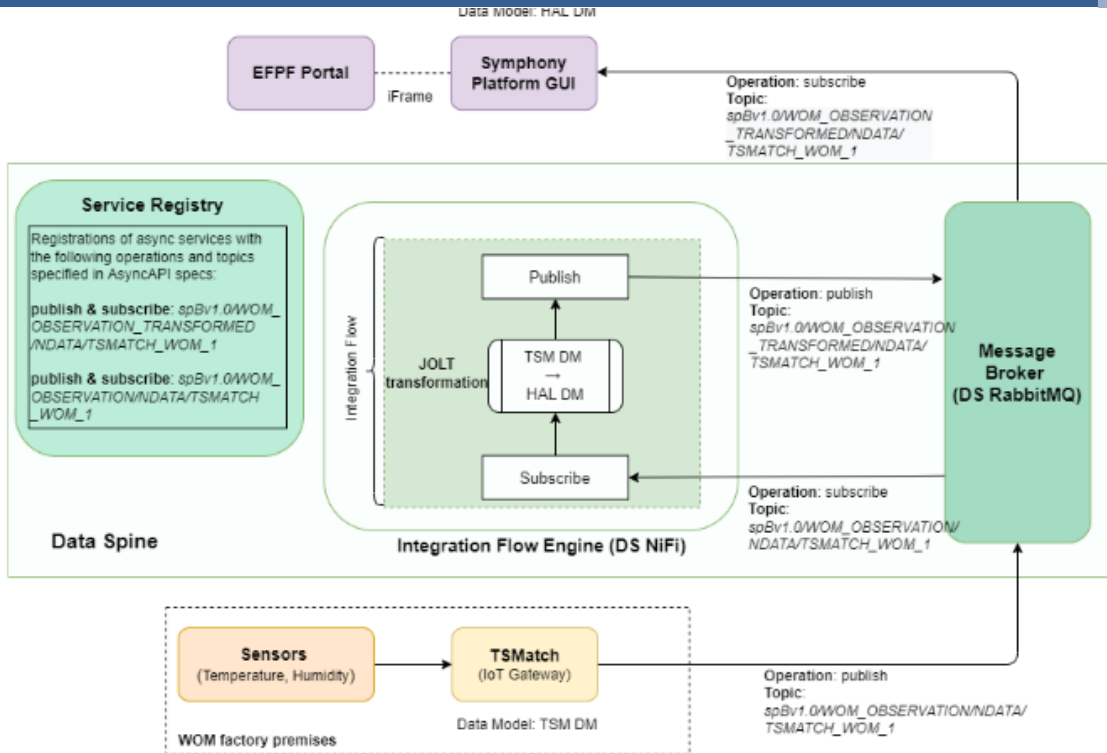 Data Model: HAL DM
EFPF Portal
iFrame
Symphony
Platform GUI
Operation: subscribe
Topic:
spBv1.0/WOM_OBSERVATION
_TRANSFORMED/NDATA/
TSMATCH_WOM_1
Service Registry
Registrations of async services with
the following operations and topics
specified in AsyncAPI specs:
publish & subscribe: spBv1.0/WOM_
OBSERVATION_TRANSFORMED
/NDATA/TSMATCH_WOM_1
publish & subscribe: spBv1.0/WOM_
OBSERVATION/NDATA/TSMATCH
_WOM_1
Data Spine
Integration Flow
JOLT
transformation
Publish
TSM DM
→
HAL DM
Subscribe
Integration Flow Engine (DS NiFi)
Operation: publish
Topic:
spBv1.0/WOM_OBSERVATION
_TRANSFORMED/NDATA/
TSMATCH_WOM_1
Message
Broker
(DS RabbitMQ)
Operation: subscribe
Topic:
spBv1.0/WOM_OBSERVATION/
NDATA/TSMATCH_WOM_1
Sensors
(Temperature, Humidity)
TSMatch
(IoT Gateway)
Data Model: TSM DM
WOM factory premises
Operation: publish
Topic:
spBv1.0/WOM_OBSERVATION/NDATA/
TSMATCH_WOM_1